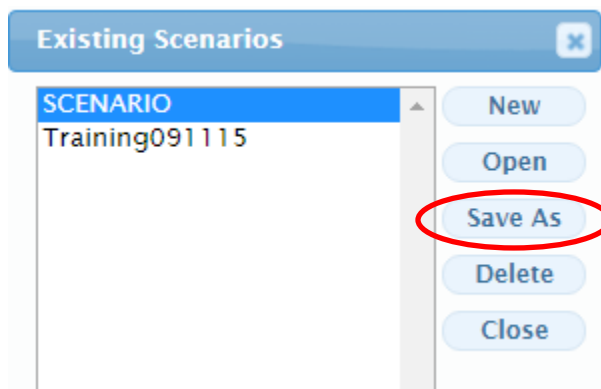 Existing Scenarios
SCENARIO
Training091115
New
Open
Save As
Delete
Close